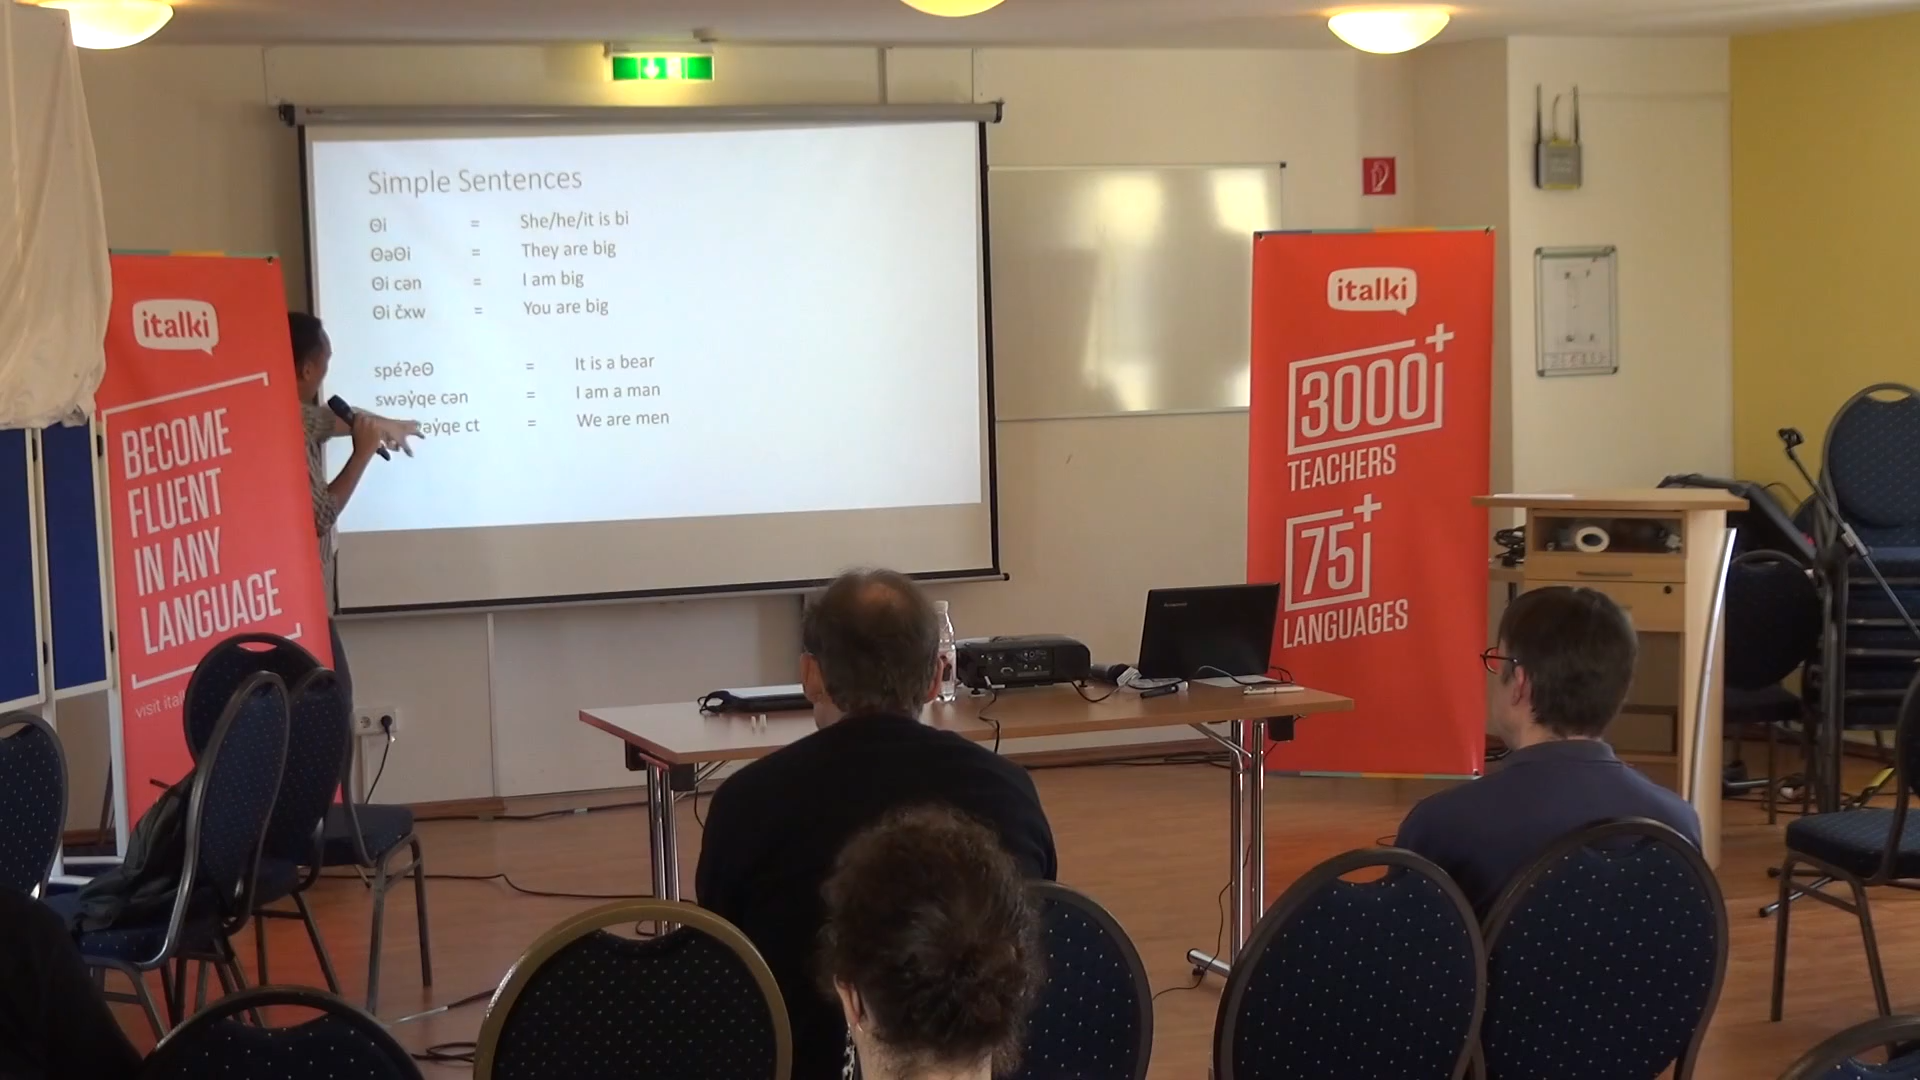 Simple Sentences
Θi = She/he/it is bi
ΘəΘi = They are big
Θi cən = I am big
Θi čxw = You are big
spéʔeΘ = It is a bear
swəy̓qe cən = I am a man
ct = We are men
italki
BECOME
FLUENT
IN ANY
LANGUAGE
visit
italki
3000+
TEACHERS
75+
LANGUAGES